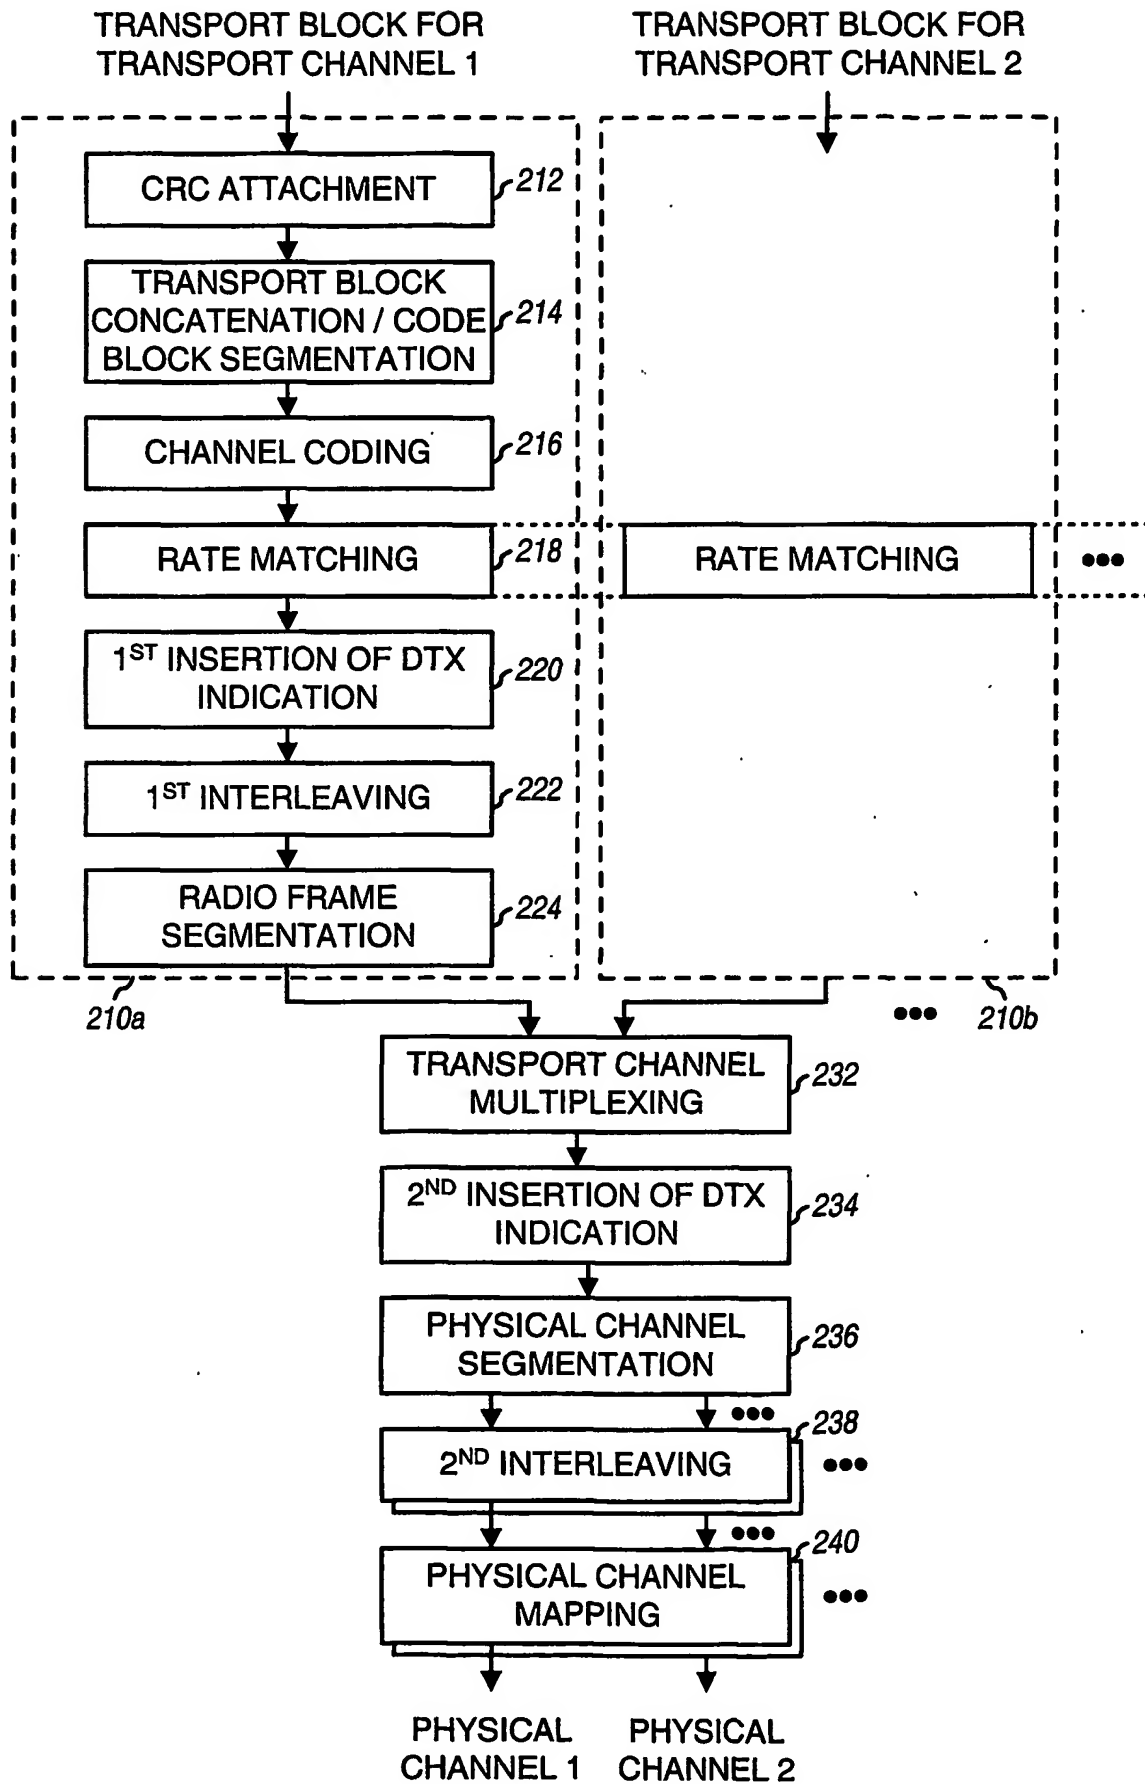 TRANSPORT BLOCK FOR
TRANSPORT CHANNEL 1
TRANSPORT BLOCK FOR
TRANSPORT CHANNEL 2
CRC ATTACHMENT
212
TRANSPORT BLOCK
CONCATENATION / CODE
BLOCK SEGMENTATION
214
CHANNEL CODING
216
RATE MATCHING
218
RATE MATCHING
1ST INSERTION OF DTX
INDICATION
220
1ST INTERLEAVING
222
RADIO FRAME
SEGMENTATION
224
210a
210b
TRANSPORT CHANNEL
MULTIPLEXING
232
2ND INSERTION OF DTX
INDICATION
234
PHYSICAL CHANNEL
SEGMENTATION
236
2ND INTERLEAVING
238
PHYSICAL CHANNEL
MAPPING
240
PHYSICAL
CHANNEL 1
PHYSICAL
CHANNEL 2